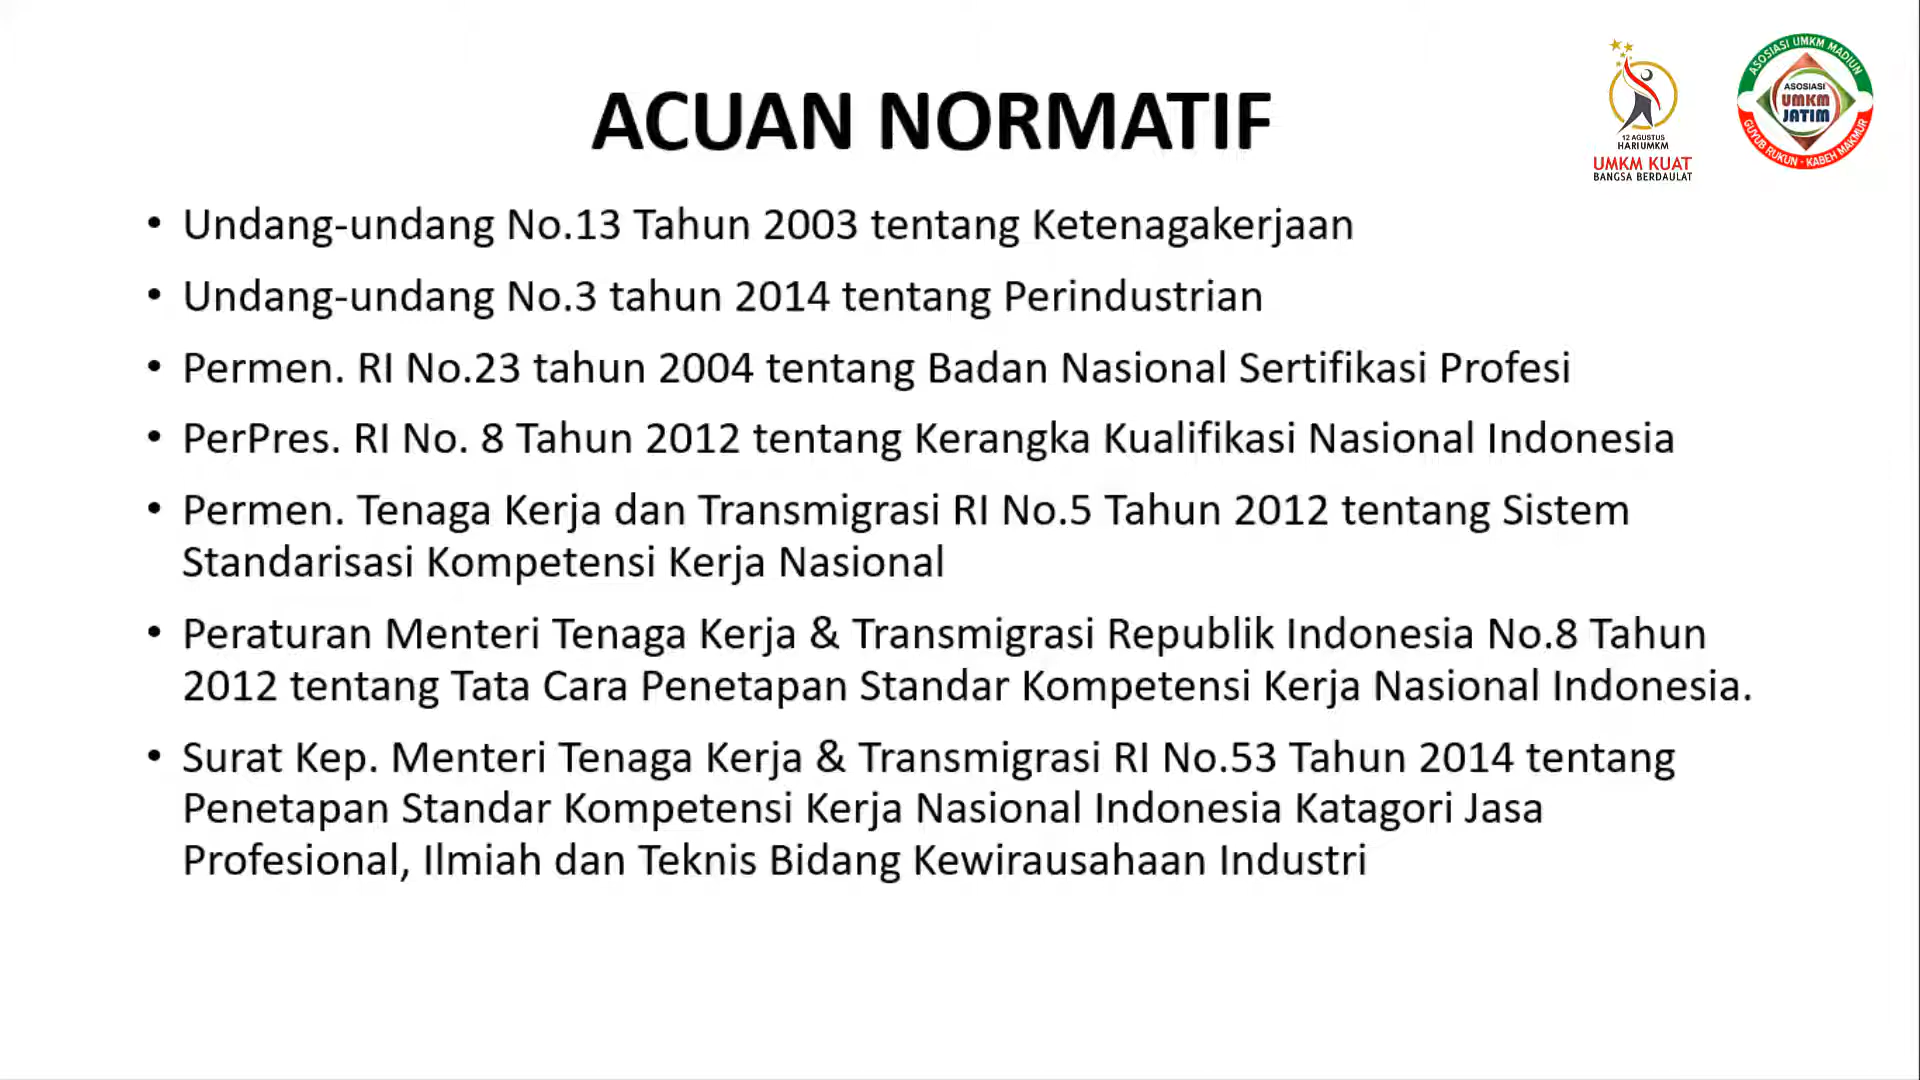 ACUAN NORMATIF
12 AGUSTUS
HARI UMKM
UMKM KUAT
BANGSA BERDAULAT
ASOSIASI UMKM MADIUN
ASOSIASI
UMKM
JATIM
GUYUB RUKUN - KABEH MAKMUR
• Undang-undang No.13 Tahun 2003 tentang Ketenagakerjaan
• Undang-undang No.3 tahun 2014 tentang Perindustrian
• Permen. RI No.23 tahun 2004 tentang Badan Nasional Sertifikasi Profesi
• PerPres. RI No. 8 Tahun 2012 tentang Kerangka Kualifikasi Nasional Indonesia
• Permen. Tenaga Kerja dan Transmigrasi RI No.5 Tahun 2012 tentang Sistem
Standarisasi Kompetensi Kerja Nasional
• Peraturan Menteri Tenaga Kerja & Transmigrasi Republik Indonesia No.8 Tahun
2012 tentang Tata Cara Penetapan Standar Kompetensi Kerja Nasional Indonesia.
• Surat Kep. Menteri Tenaga Kerja & Transmigrasi RI No.53 Tahun 2014 tentang
Penetapan Standar Kompetensi Kerja Nasional Indonesia Katagori Jasa
Profesional, Ilmiah dan Teknis Bidang Kewirausahaan Industri